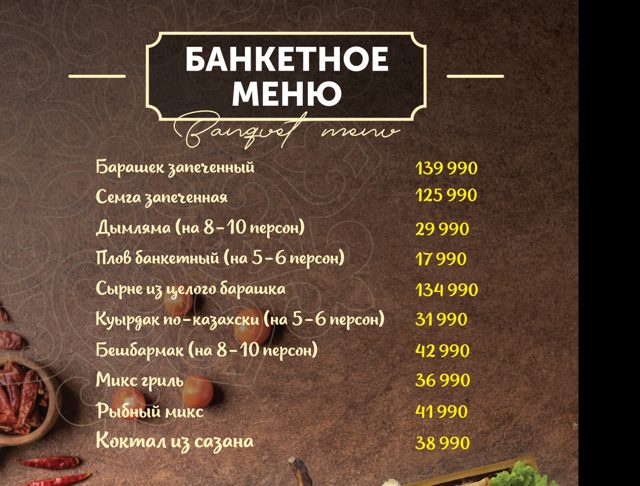 БАНКЕТНОЕ
МЕНЮ
Banquet menu
Барашек запеченный 139 990
Семга запеченная 125 990
Дымляма (на 8-10 персон) 29 990
Плов банкетный (на 5-6 персон) 17 990
Сырне из целого барашка 134 990
Куырдак по-казахски (на 5-6 персон) 31 990
Бешбармак (на 8-10 персон) 42 990
Микс гриль 36 990
Рыбный микс 41 990
Коктал из сазана 38 990